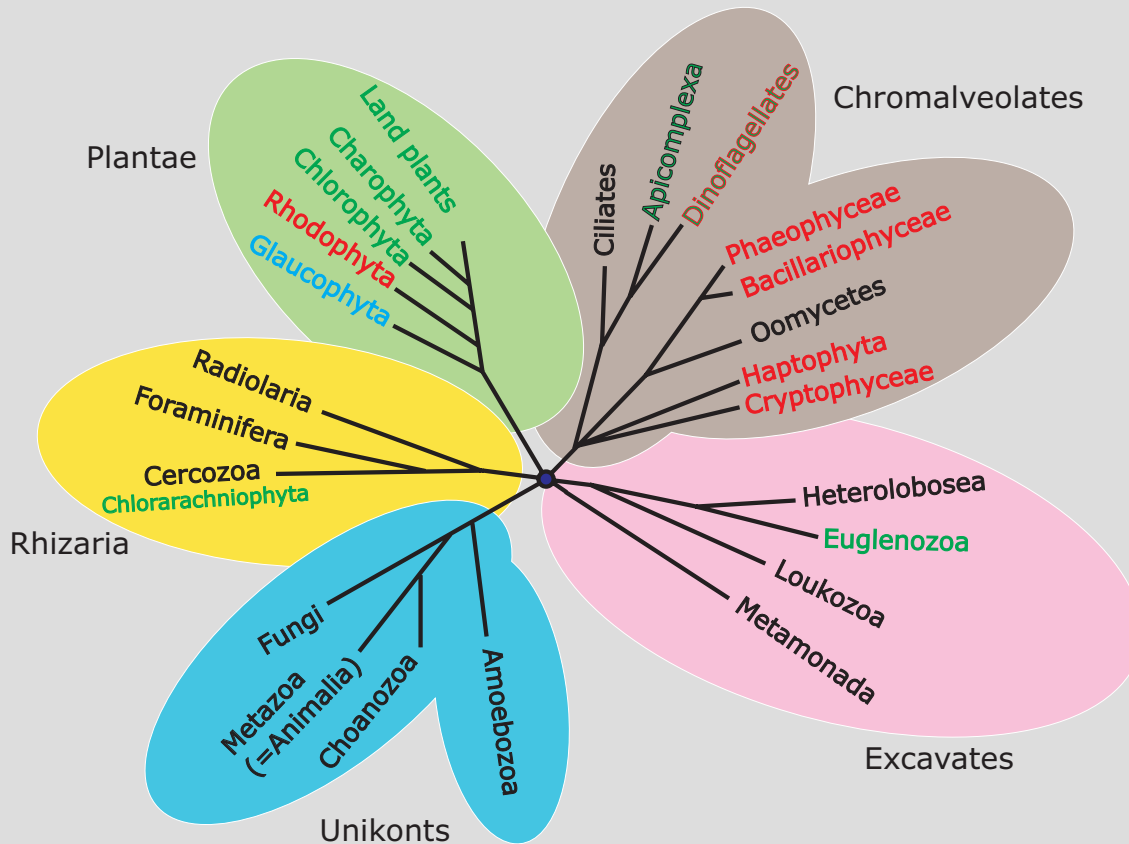 Plantae
Land plants
Charophyta
Chlorophyta
Rhodophyta
Glaucophyta
Chromalveolates
Ciliates
Apicomplexa
Dinoflagellates
Phaeophyceae
Bacillariophyceae
Oomycetes
Haptophyta
Cryptophyceae
Radiolaria
Foraminifera
Cercozoa
Chlorarachniophyta
Rhizaria
Heterolobosea
Euglenozoa
Loukozoa
Metamonada
Excavates
Fungi
Metazoa
(=Animalia)
Choanozoa
Amoebozoa
Unikonts